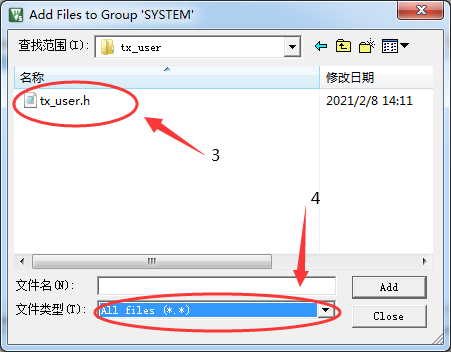 Add Files to Group 'SYSTEM'
查找范围(I): tx_user
名称 修改日期
tx_user.h 2021/2/8 14:11
3
4
文件名(N): Add
文件类型(T): All files (*.*) Close